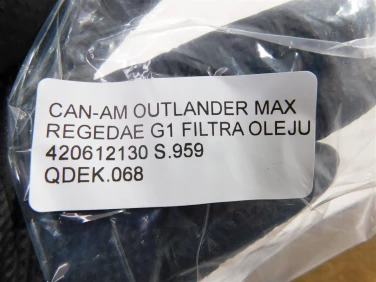 CAN-AM OUTLANDER MAX
REGEDAE G1 FILTRA OLEJU
420612130 S.959
QDEK.068